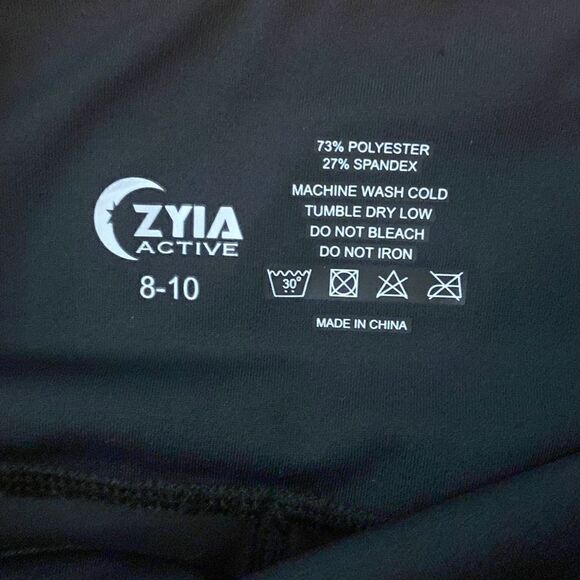 ZYIA
ACTIVE
8-10
73% POLYESTER
27% SPANDEX
MACHINE WASH COLD
TUMBLE DRY LOW
DO NOT BLEACH
DO NOT IRON
30°
MADE IN CHINA